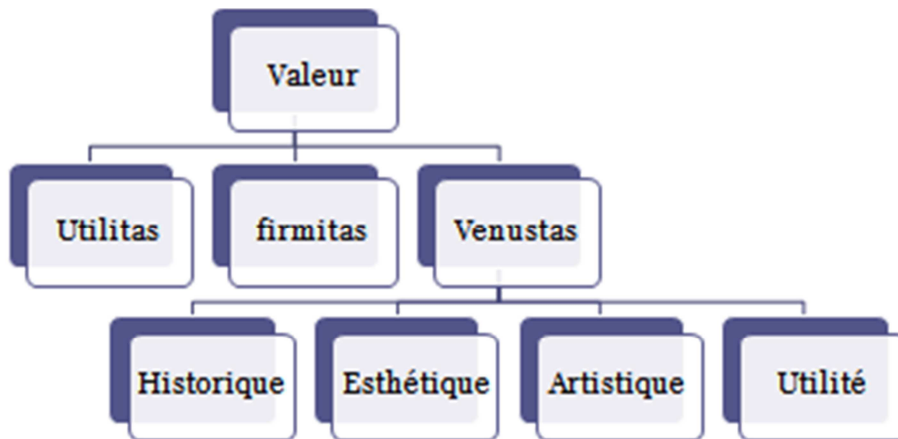 Valeur
Utilitas
firmitas
Venustas
Historique
Esthétique
Artistique
Utilité